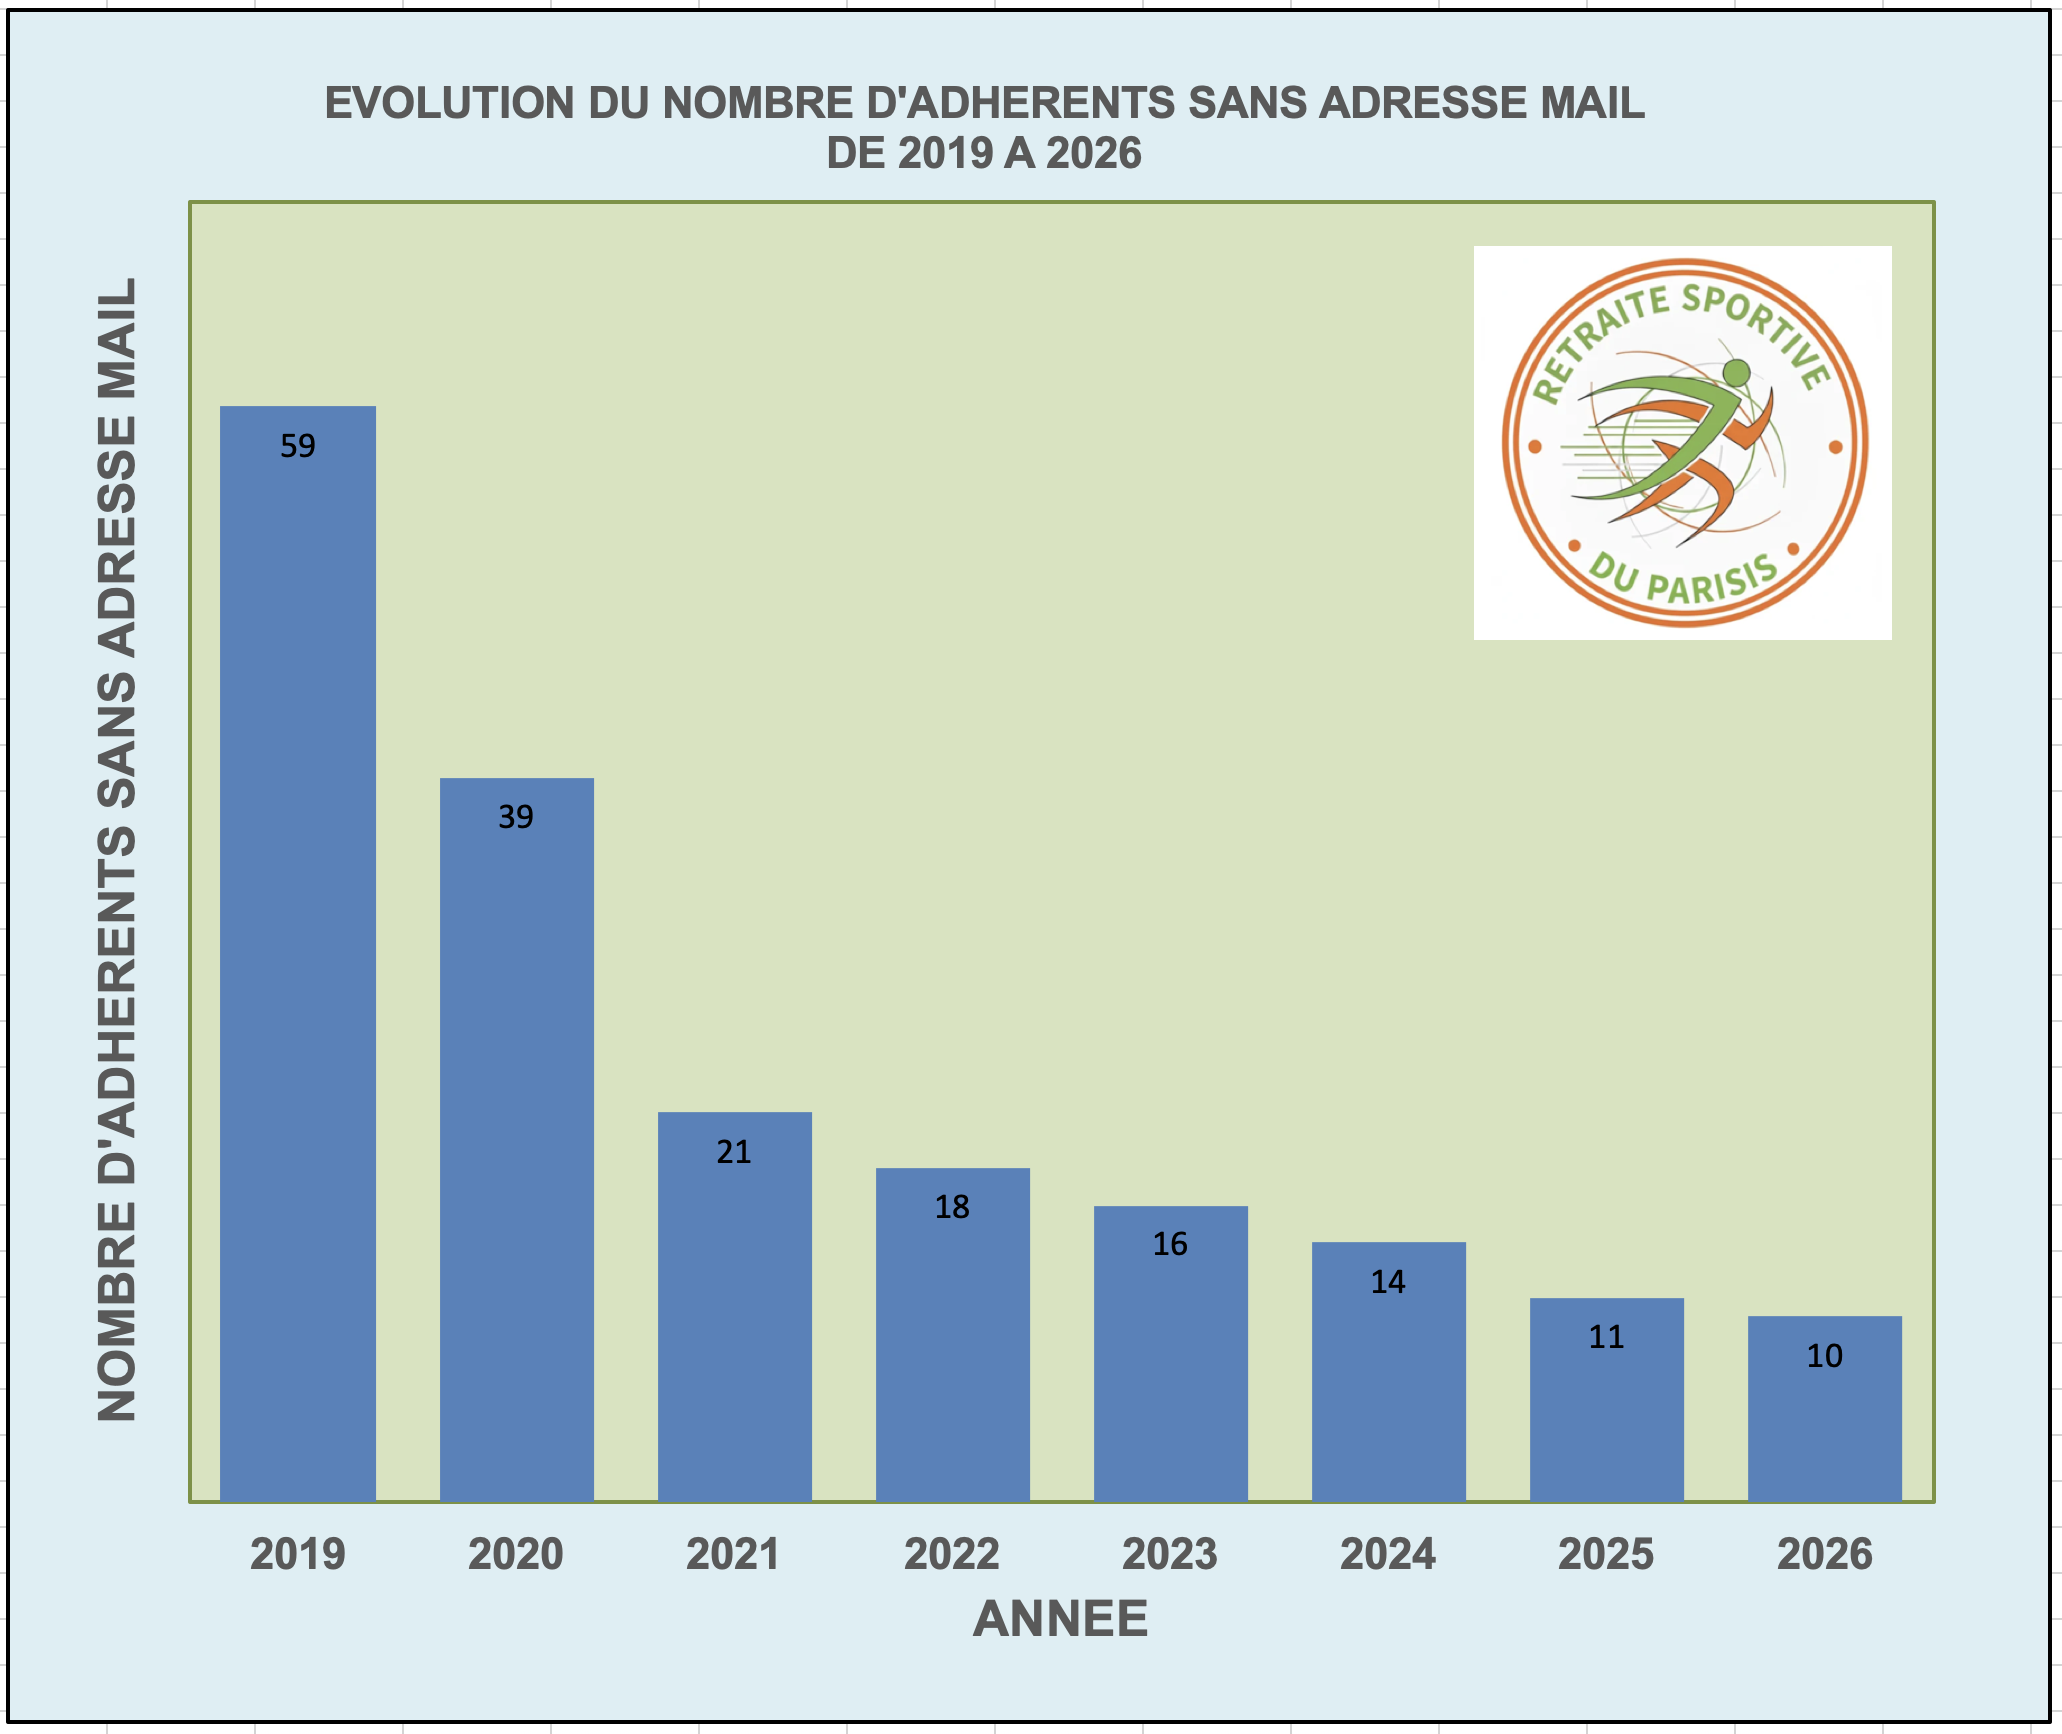 EVOLUTION DU NOMBRE D'ADHERENTS SANS ADRESSE MAIL
DE 2019 A 2026
NOMBRE D'ADHERENTS SANS ADRESSE MAIL
RETRAITE SPORTIVE
DU PARISIS
59
39
21
18
16
14
11
10
2019 2020 2021 2022 2023 2024 2025 2026
ANNEE